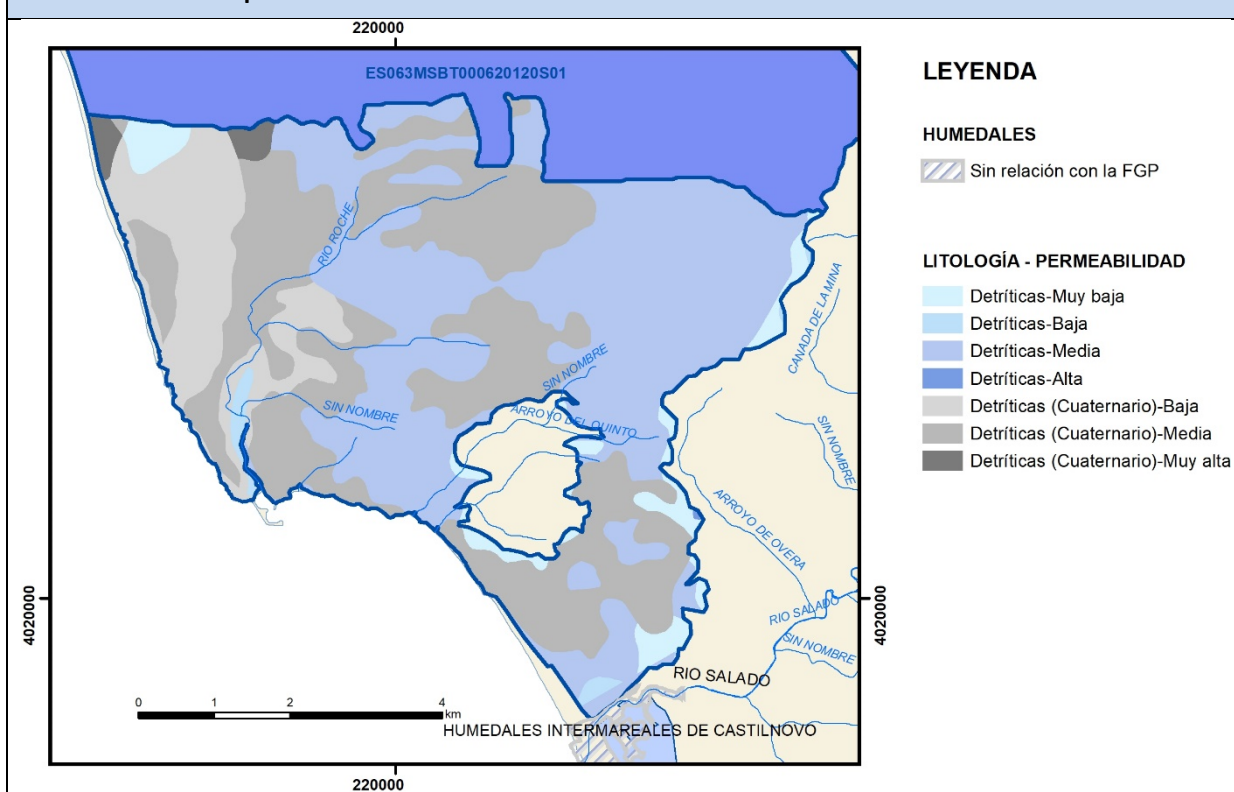 220000
ES063MSBT000620120S01
RIO ROCHE
CANADA DE LA MINA
SIN NOMBRE
SIN NOMBRE
ARROYO DEL QUINTO
SIN NOMBRE
ARROYO DE OVERA
4020000
4020000
RIO SALADO
SIN NOMBRE
RIO SALADO
0 1 2 4
km
HUMEDALES INTERMAREALES DE CASTILNOVO
220000
LEYENDA
HUMEDALES
Sin relación con la FGP
LITOLOGÍA - PERMEABILIDAD
Detríticas-Muy baja
Detríticas-Baja
Detríticas-Media
Detríticas-Alta
Detríticas (Cuaternario)-Baja
Detríticas (Cuaternario)-Media
Detríticas (Cuaternario)-Muy alta